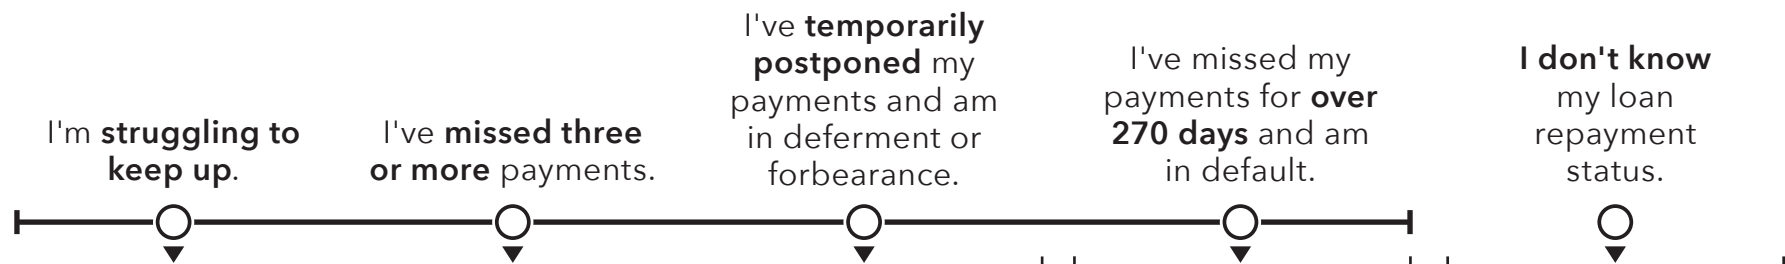 I'm struggling to
keep up.
I've missed three
or more payments.
I've temporarily
postponed my
payments and am
in deferment or
forbearance.
I've missed my
payments for over
270 days and am
in default.
I don't know
my loan
repayment
status.